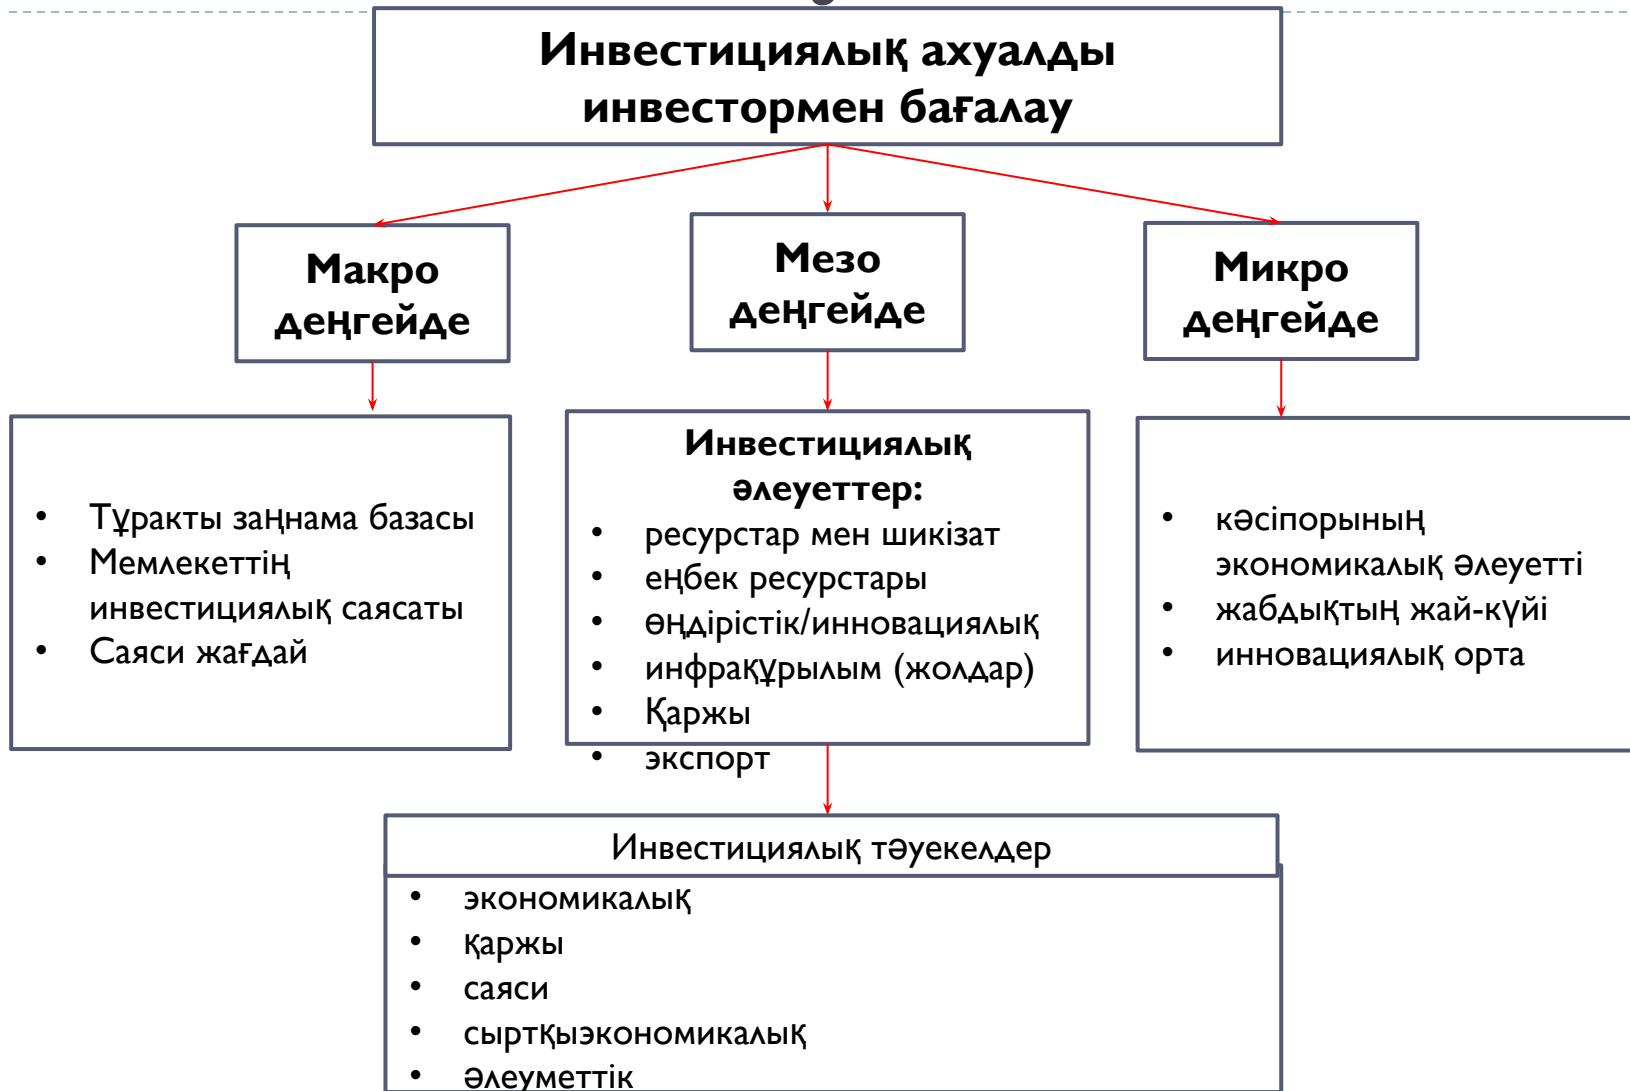 Инвестициялық ахуалды
инвестормен бағалау
Макро
деңгейде
Мезо
деңгейде
Микро
деңгейде
• Тұракты заңнама базасы
• Мемлекеттің
инвестициялық саясаты
• Саяси жағдай
Инвестициялық
әлеуеттер:
• ресурстар мен шикізат
• еңбек ресурстары
• өңдірістік/инновациялық
• инфрақұрылым (жолдар)
• Қаржы
• экспорт
• кәсіпорының
экономикалық әлеуетті
• жабдықтың жай-күйі
• инновациялық орта
Инвестициялық тәуекелдер
• экономикалық
• қаржы
• саяси
• сыртқыэкономикалық
• әлеуметтік